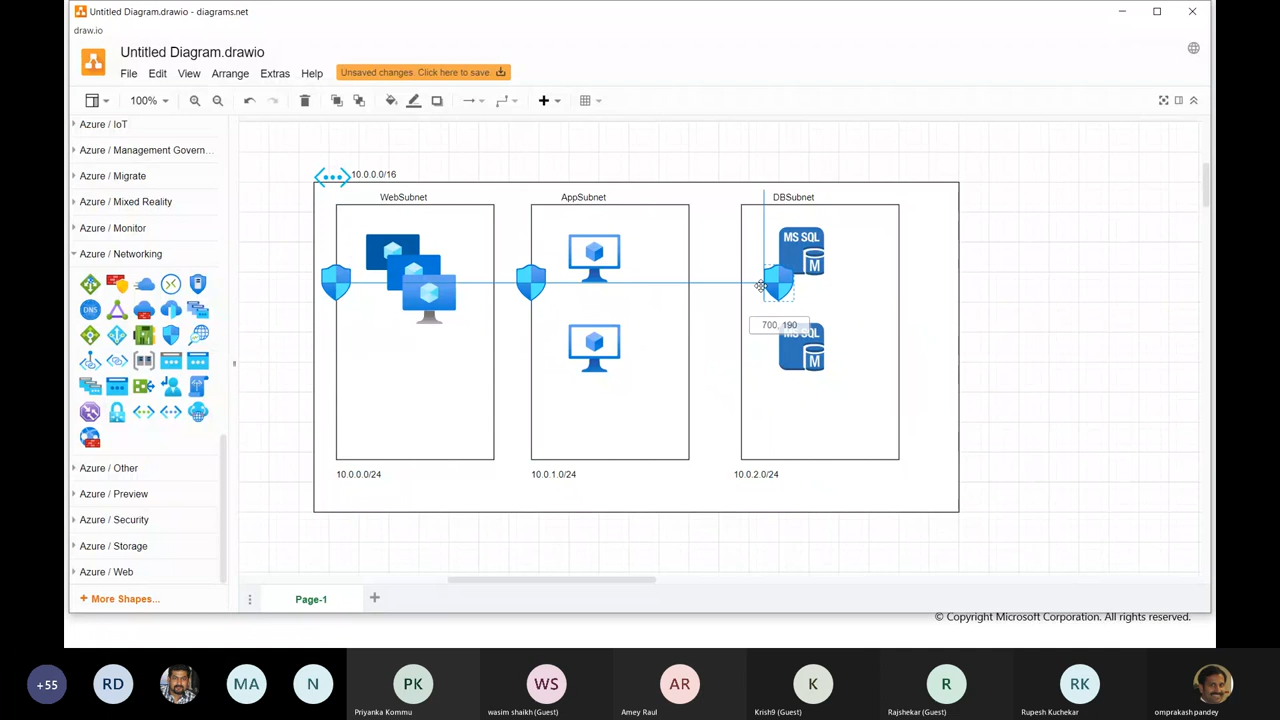 Untitled Diagram.drawio - diagrams.net
draw.io
Untitled Diagram.drawio
File Edit View Arrange Extras Help
Unsaved changes. Click here to save.
100%
Azure / IoT
Azure / Management Govern...
Azure / Migrate
Azure / Mixed Reality
Azure / Monitor
Azure / Networking
DNS
Azure / Other
Azure / Preview
Azure / Security
Azure / Storage
Azure / Web
+ More Shapes...
10.0.0.0/16
WebSubnet
AppSubnet
DBSubnet
MS SQL
M
700, 190
MS SQL
M
10.0.0.0/24
10.0.1.0/24
10.0.2.0/24
Page-1
© Copyright Microsoft Corporation. All rights reserved.
+55
RD
MA
N
PK
WS
AR
K
R
RK
Priyanka Kommu
wasim shaikh (Guest)
Amey Raul
Krish9 (Guest)
Rajshekar (Guest)
Rupesh Kuchekar
omprakash pandey